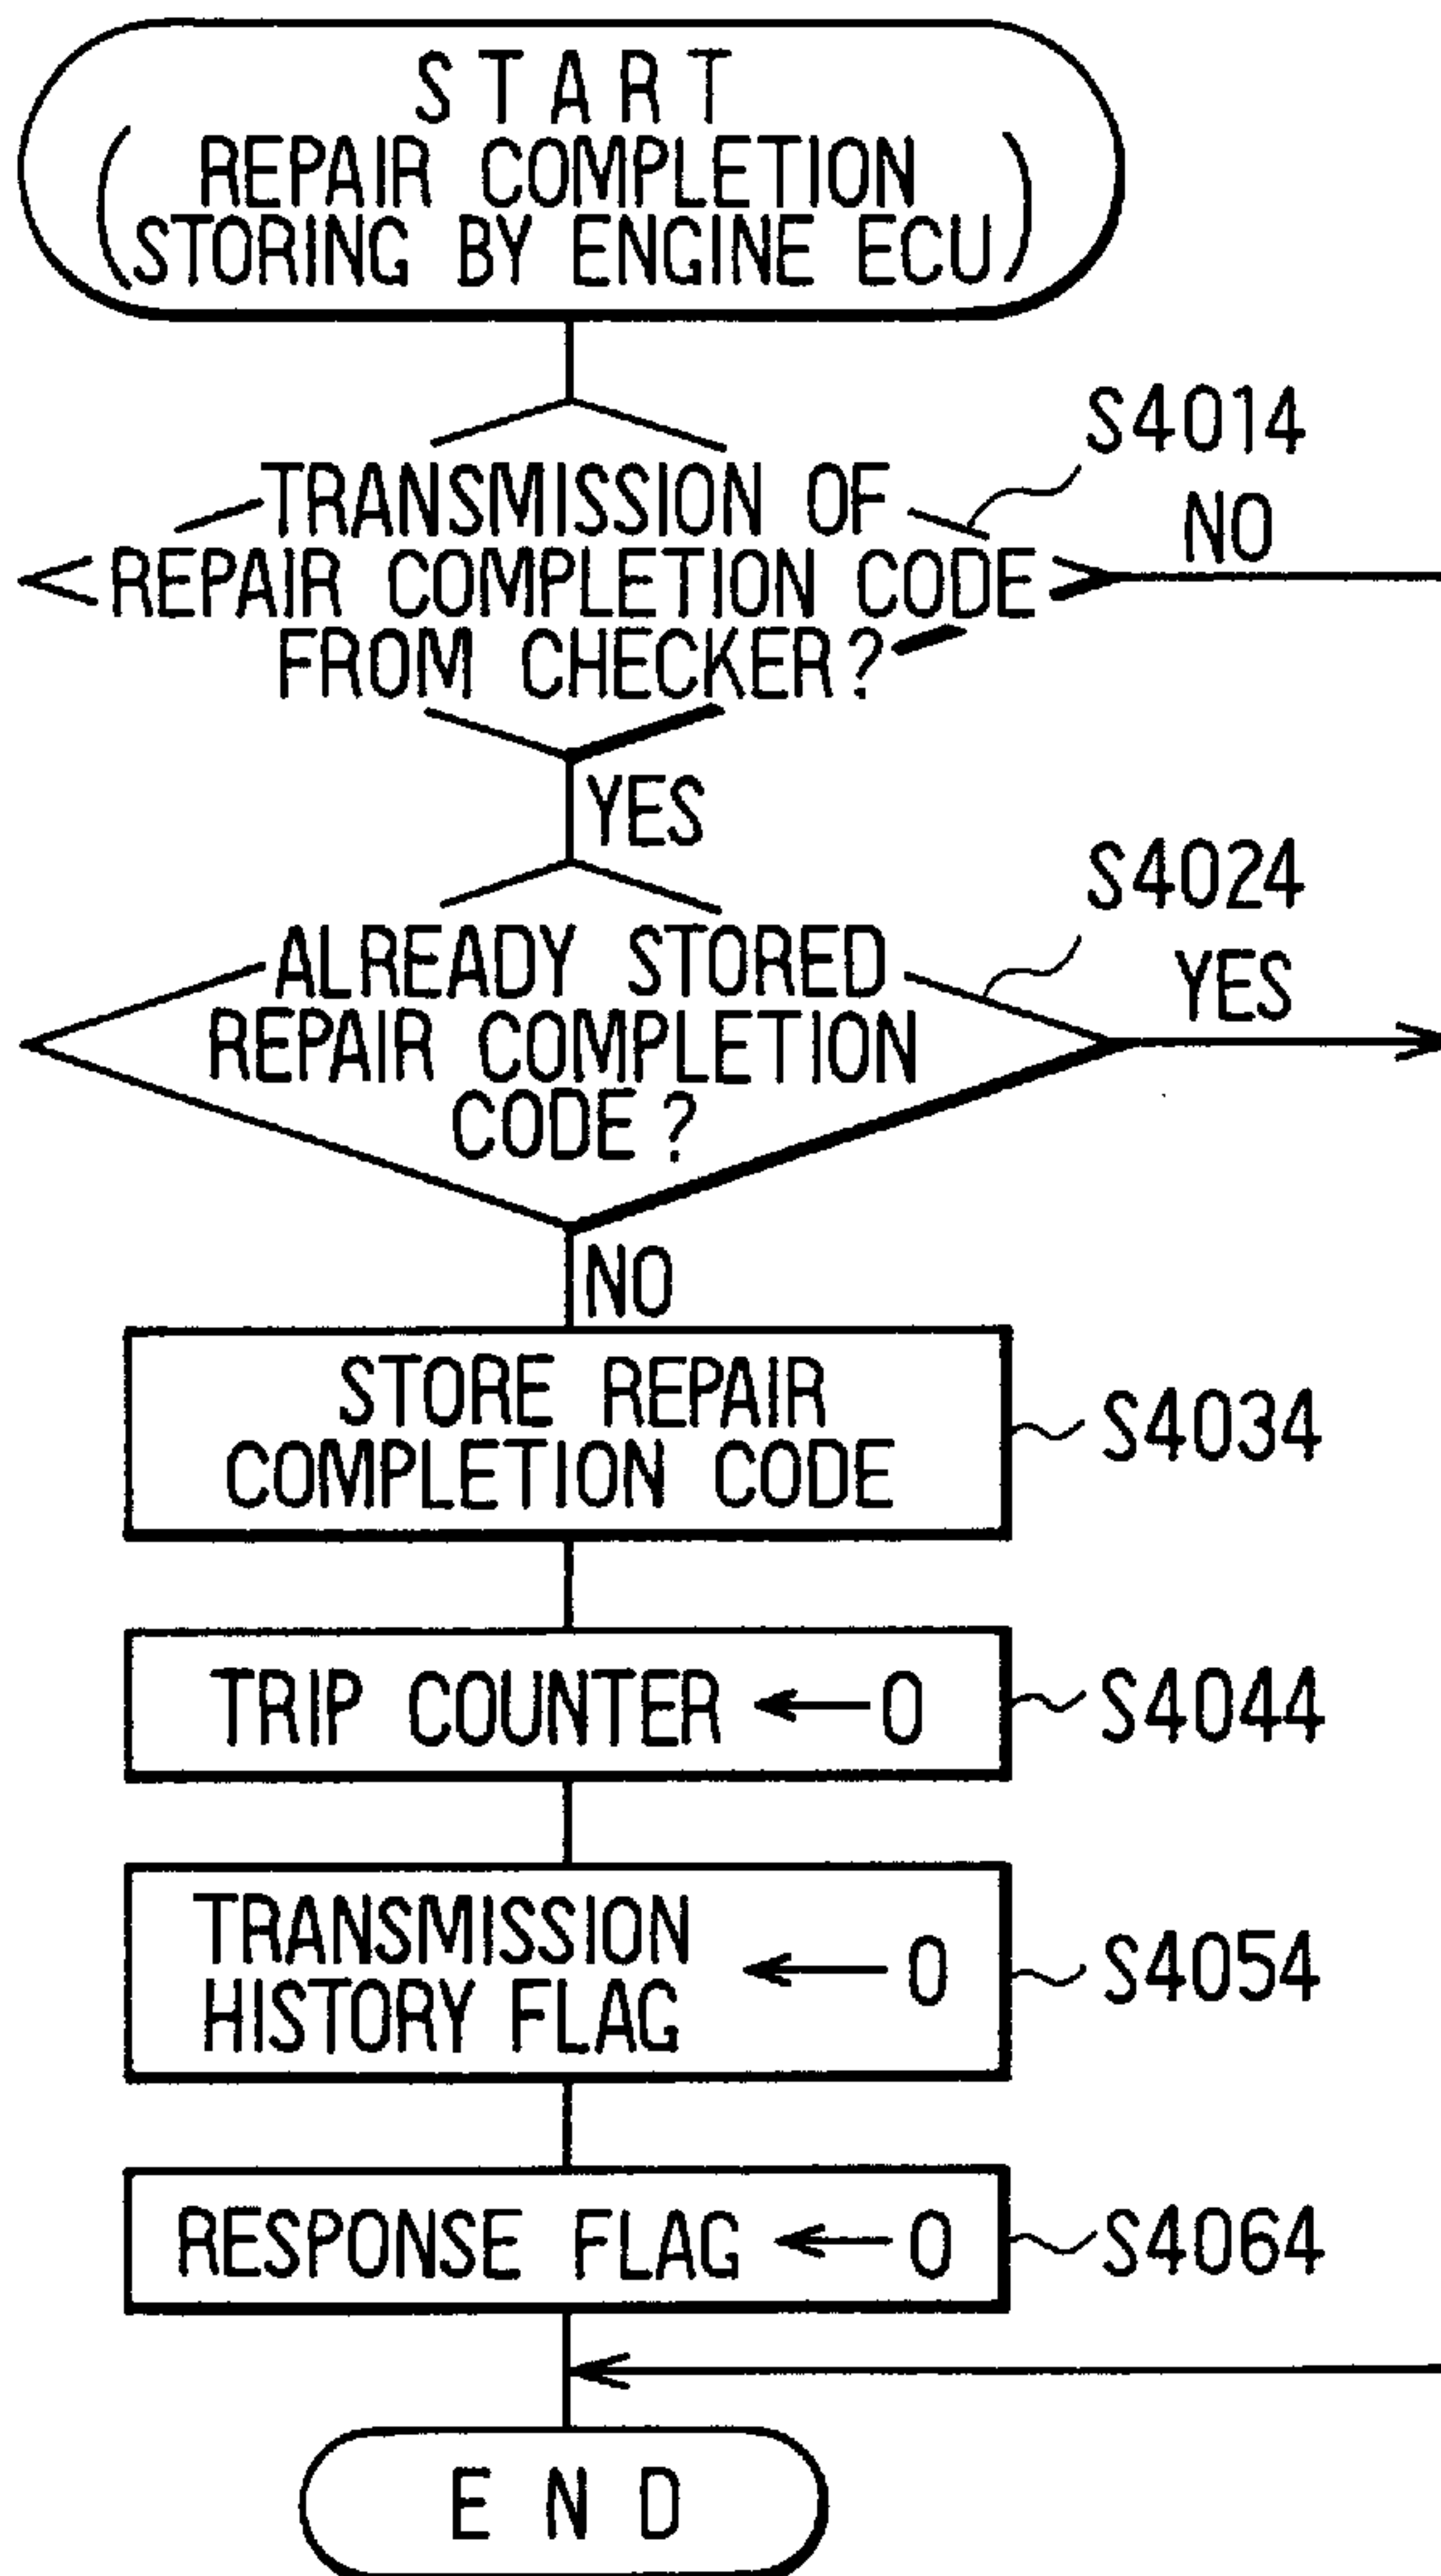 START
(REPAIR COMPLETION
STORING BY ENGINE ECU)
S4014
TRANSMISSION OF
NO
REPAIR COMPLETION CODE
FROM CHECKER?
YES
S4024
ALREADY STORED
YES
REPAIR COMPLETION
CODE?
NO
STORE REPAIR
COMPLETION CODE
S4034
TRIP COUNTER ← 0
S4044
TRANSMISSION
HISTORY FLAG
← 0
S4054
RESPONSE FLAG ← 0
S4064
END